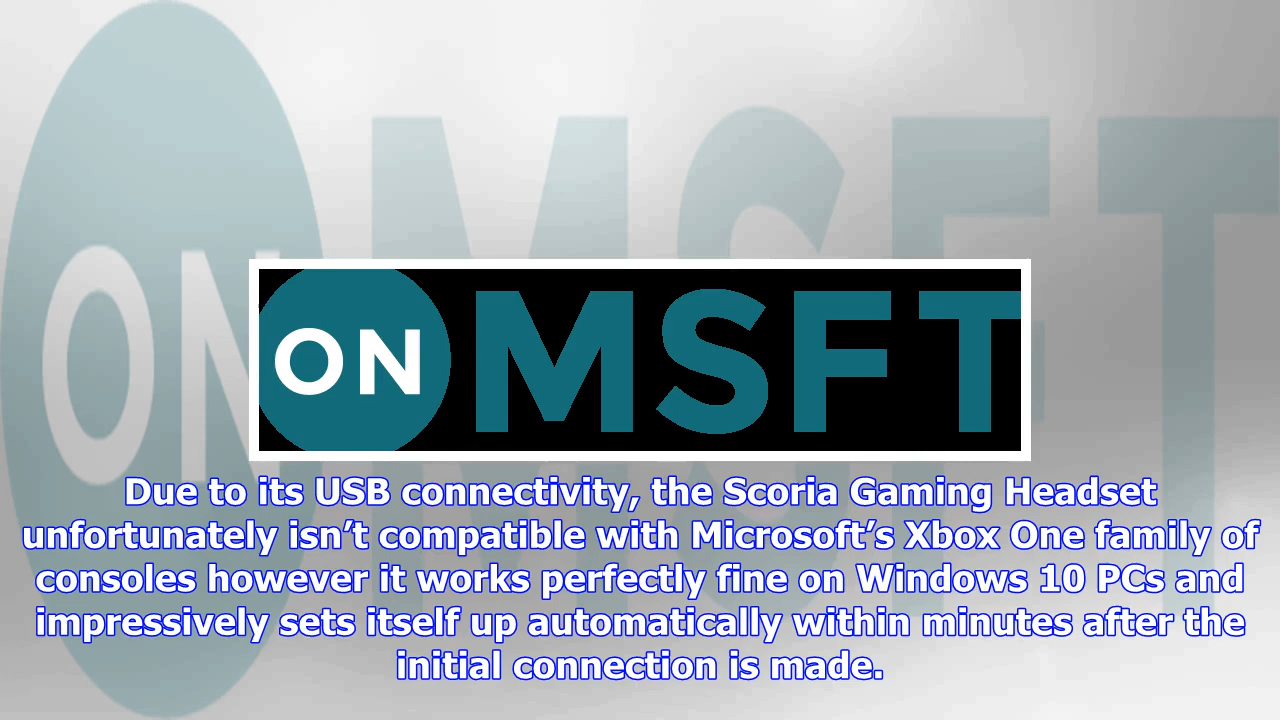 ON MSFT
ON MSFT
Due to its USB connectivity, the Scoria Gaming Headset
unfortunately isn’t compatible with Microsoft’s Xbox One family of
consoles however it works perfectly fine on Windows 10 PCs and
impressively sets itself up automatically within minutes after the
initial connection is made.